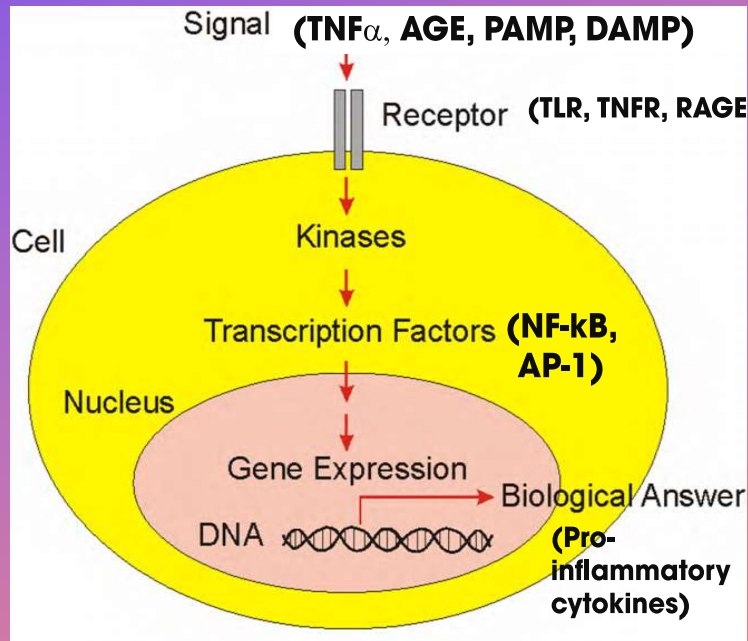 Signal (TNFα, AGE, PAMP, DAMP)
Receptor (TLR, TNFR, RAGE
Cell
Kinases
Transcription Factors (NF-kB,
AP-1)
Nucleus
Gene Expression
Biological Answer
DNA
(Pro-
inflammatory
cytokines)